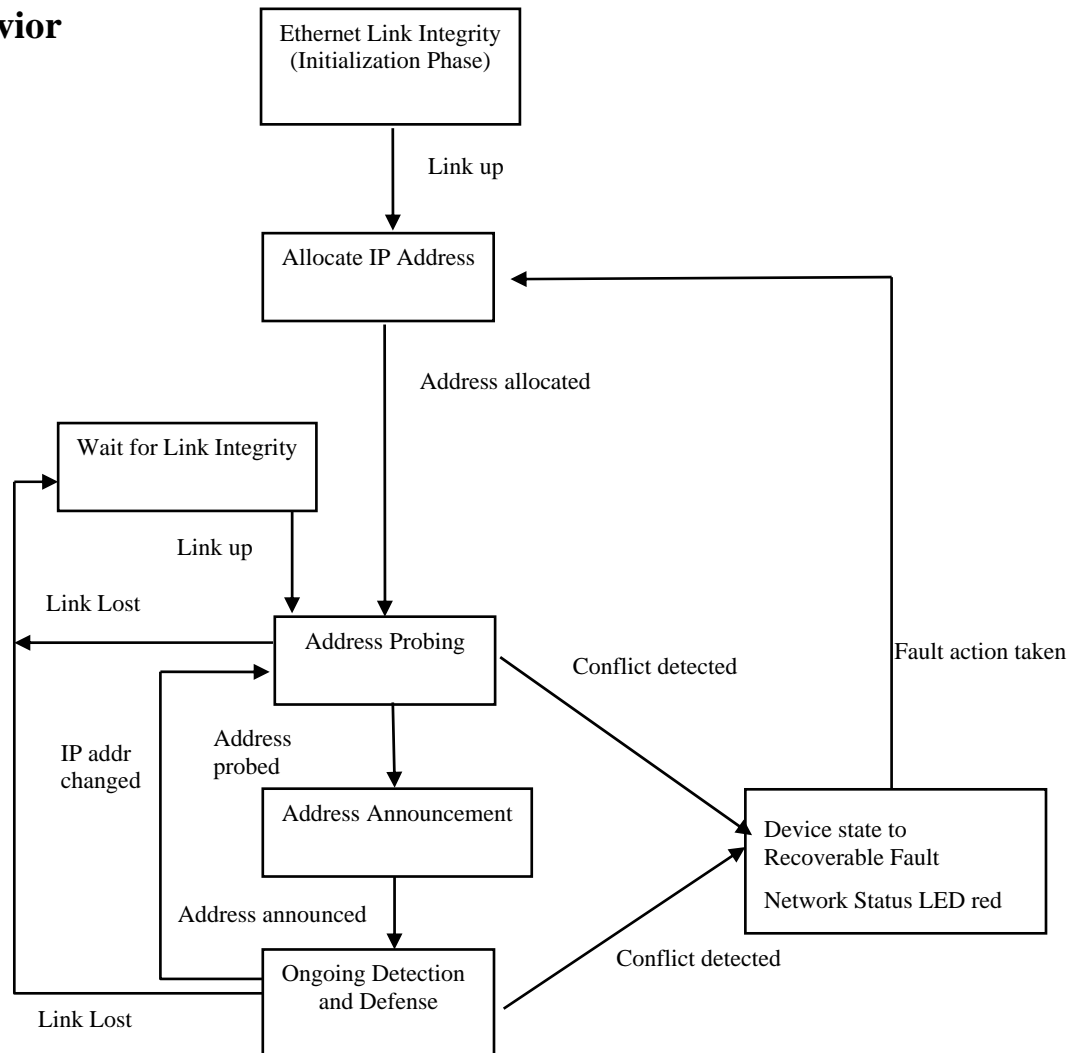 vior
Ethernet Link Integrity
(Initialization Phase)
Link up
Allocate IP Address
Address allocated
Wait for Link Integrity
Link up
Link Lost
Address Probing
Conflict detected
Fault action taken
IP addr
changed
Address
probed
Address Announcement
Device state to
Recoverable Fault
Network Status LED red
Address announced
Ongoing Detection
and Defense
Conflict detected
Link Lost